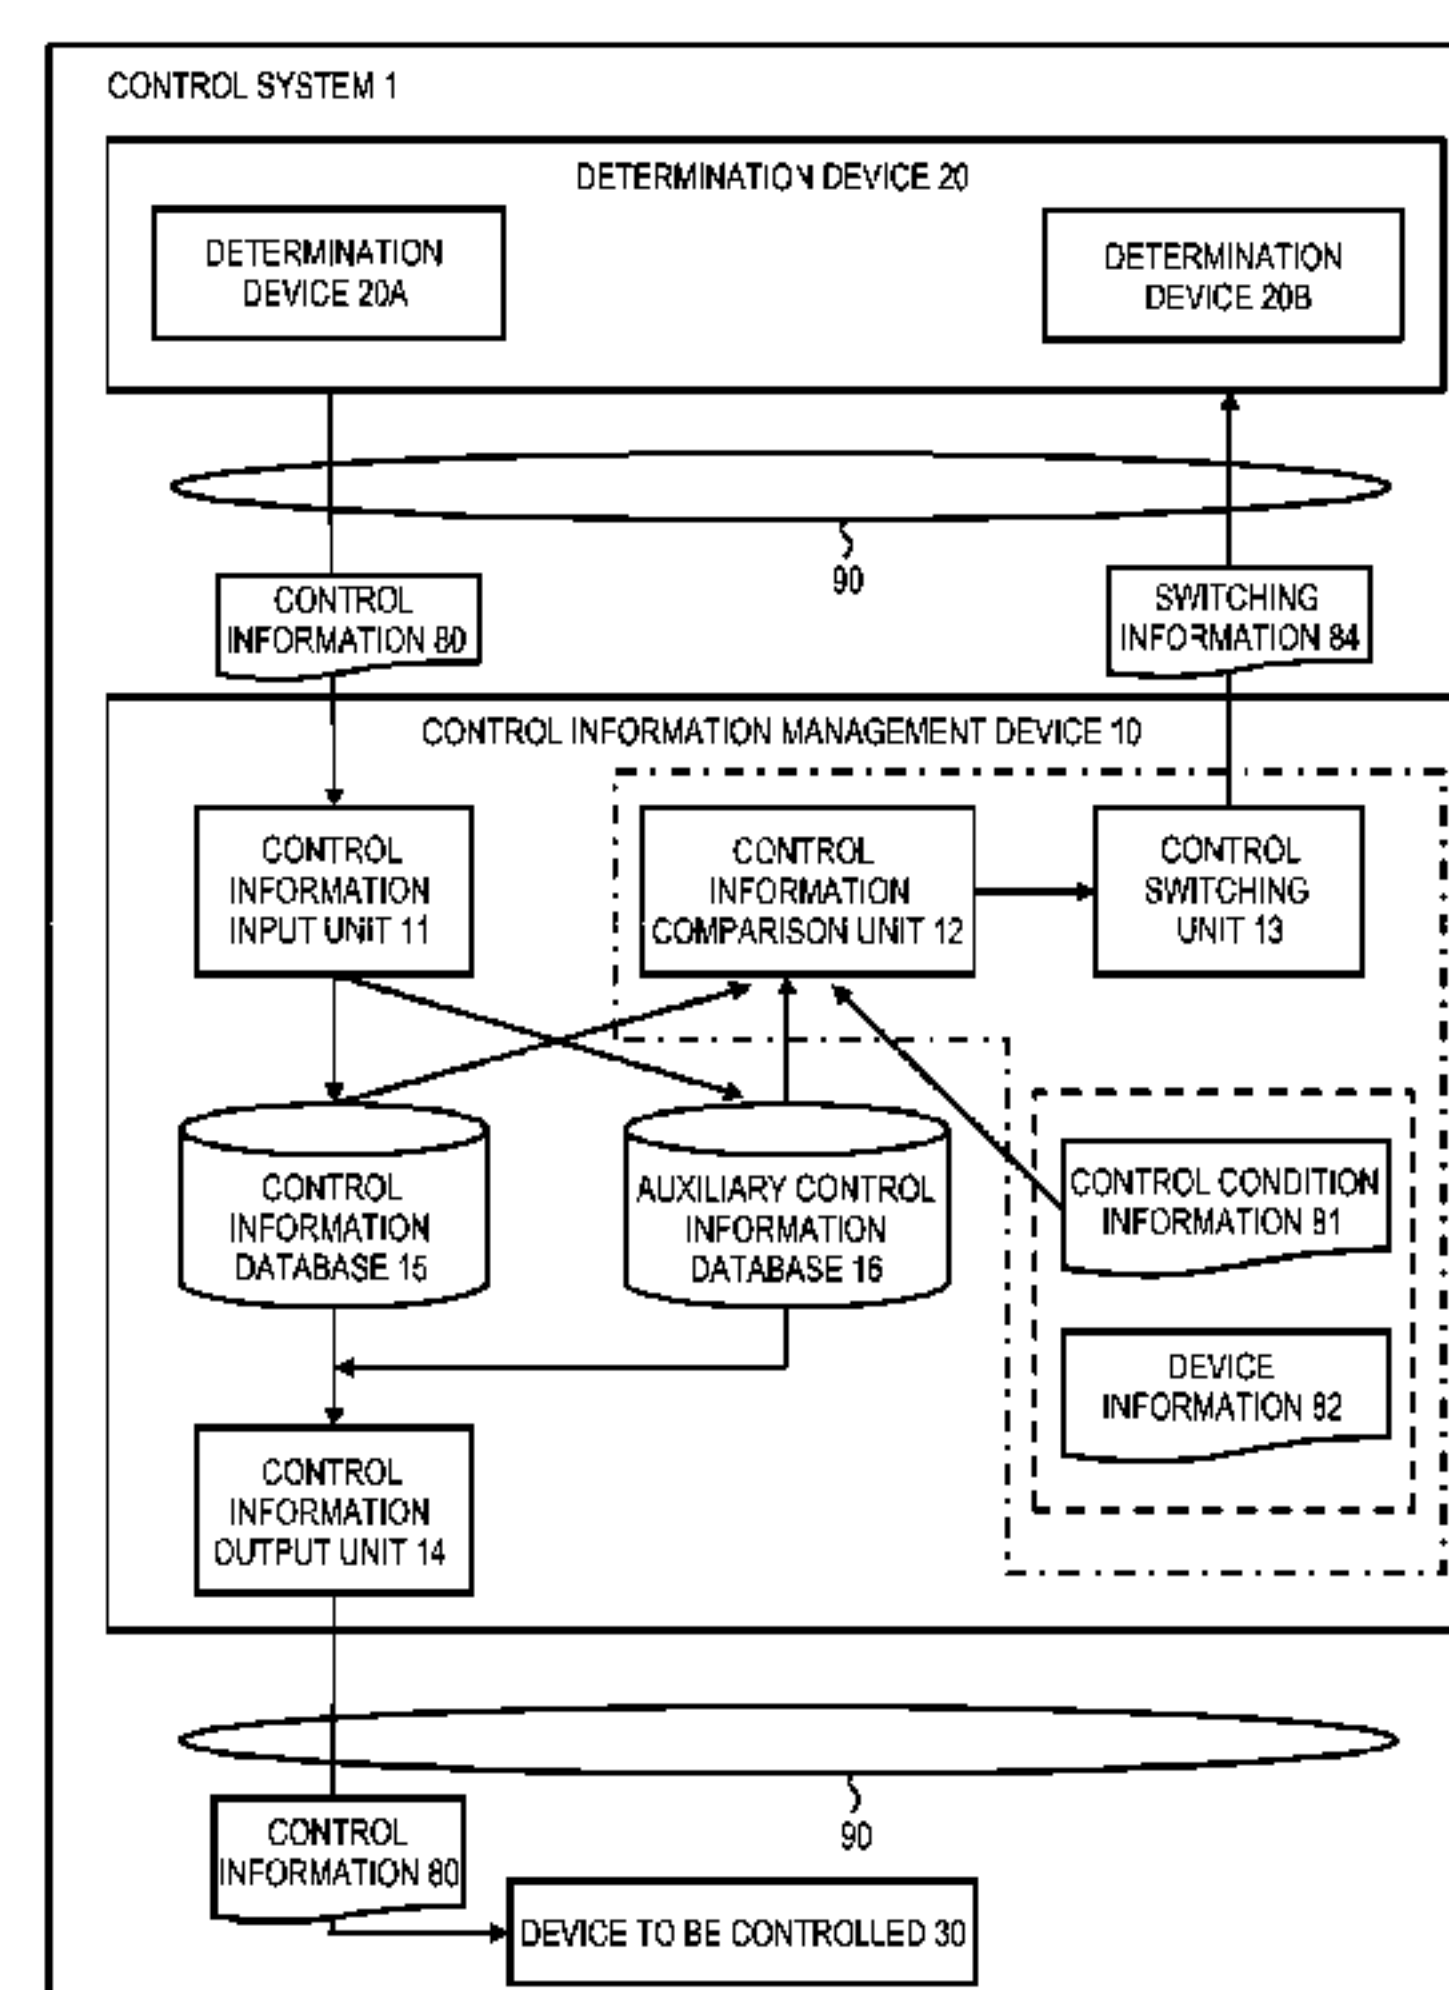 CONTROL SYSTEM 1
DETERMINATION DEVICE 20
DETERMINATION
DEVICE 20A
DETERMINATION
DEVICE 20B
90
CONTROL
INFORMATION 80
SWITCHING
INFORMATION 84
CONTROL INFORMATION MANAGEMENT DEVICE 10
CONTROL
INFORMATION
INPUT UNIT 11
CONTROL
INFORMATION
COMPARISON UNIT 12
CONTROL
SWITCHING
UNIT 13
CONTROL
INFORMATION
DATABASE 15
AUXILIARY CONTROL
INFORMATION
DATABASE 16
CONTROL CONDITION
INFORMATION 81
DEVICE
INFORMATION 82
CONTROL
INFORMATION
OUTPUT UNIT 14
90
CONTROL
INFORMATION 80
DEVICE TO BE CONTROLLED 30